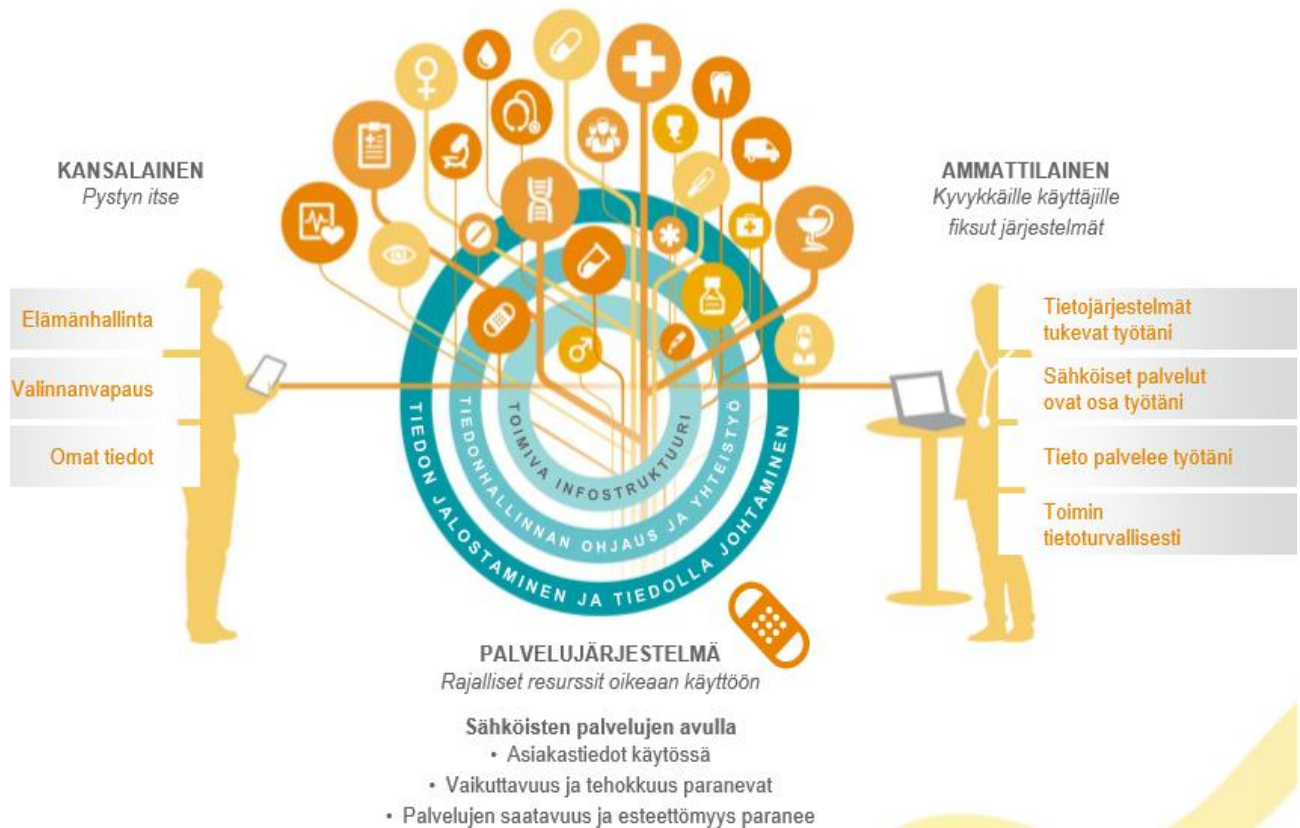 KANSALAINEN
Pystyn itse
Elämänhallinta
Valinnanvapaus
Omat tiedot
TOIMIVA INFOSTRUKTUURI
TIEDONHALLINNAN OHJAUS JA YHTEISTYÖ
TIEDON JALOSTAMINEN JA TIEDOLLA JOHTAMINEN
AMMATTILAINEN
Kyvykkäille käyttäjille
fiksut järjestelmät
Tietojärjestelmät
tukevat työtäni
Sähköiset palvelut
ovat osa työtäni
Tieto palvelee työtäni
Toimin
tietoturvallisesti
PALVELUJÄRJESTELMÄ
Rajalliset resurssit oikeaan käyttöön
Sähköisten palvelujen avulla
• Asiakastiedot käytössä
• Vaikuttavuus ja tehokkuus paranevat
• Palvelujen saatavuus ja esteettömyys paranee